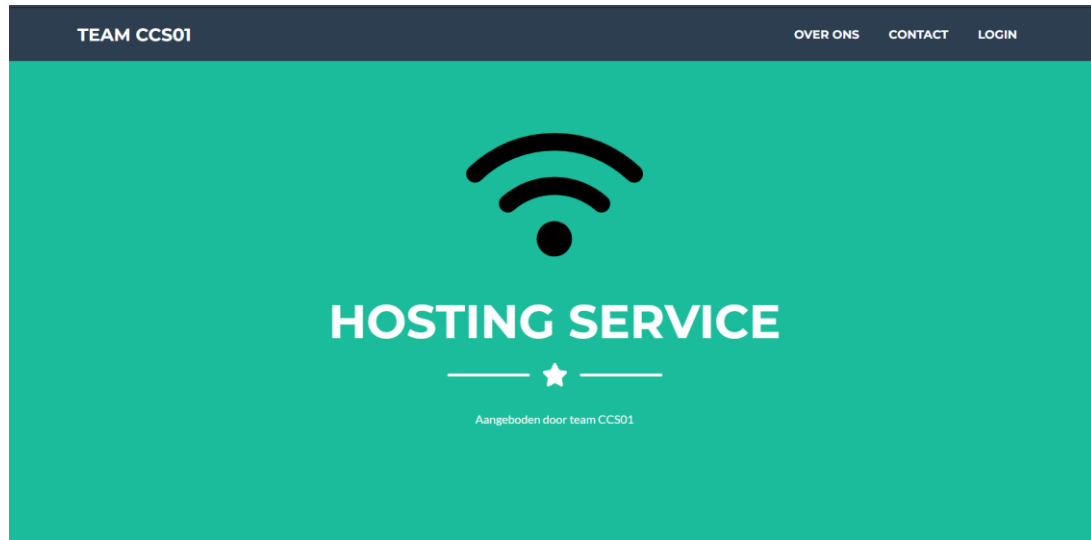 TEAM CCS01
OVER ONS CONTACT LOGIN
HOSTING SERVICE
Aangeboden door team CCS01